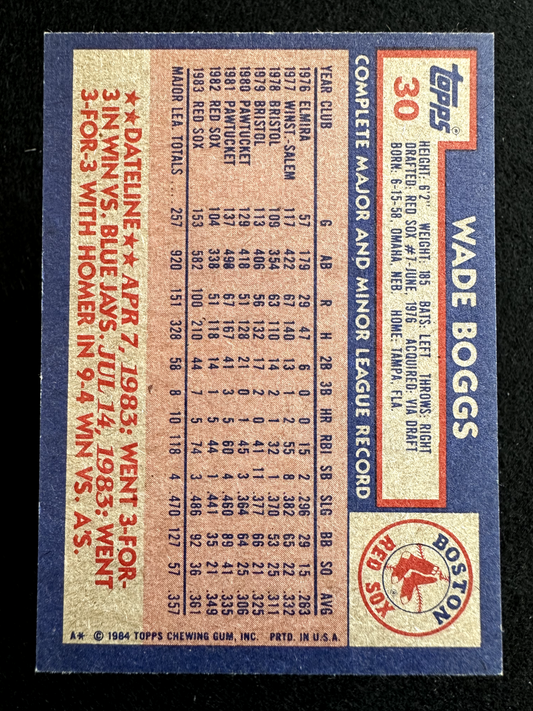 topps®
30
WADE BOGGS
HEIGHT: 6'2" WEIGHT: 185 BATS: LEFT THROWS: RIGHT
DRAFTED: RED SOX #7-JUNE, 1976 ACQUIRED: VIA DRAFT
BORN: 6-15-58, OMAHA, NEB. HOME: TAMPA, FLA.
BOSTON
RED SOX
COMPLETE MAJOR AND MINOR LEAGUE RECORD
YEAR CLUB G AB R H 2B 3B HR RBI SB SLG BB SO AVG
1976 ELMIRA 57 179 29 47 6 0 0 15 2 .296 29 15 .263
1977 WINST.-SALEM 117 422 67 140 13 1 2 55 8 .382 65 22 .332
1978 BRISTOL 109 354 63 110 14 2 1 32 1 .370 53 25 .311
1979 BRISTOL 113 406 56 132 17 2 0 41 11 .377 66 21 .325
1980 PAWTUCKET 129 418 51 128 21 0 1 45 3 .364 64 25 .306
1981 PAWTUCKET 137 498 67 167 41 3 5 60 4 .460 89 41 .335
1982 RED SOX 104 338 51 118 14 1 5 44 1 .441 35 21 .349
1983 RED SOX 153 582 100 210 44 7 5 74 3 .486 92 36 .361
MAJOR LEA. TOTALS 257 920 151 328 58 8 10 118 4 .470 127 57 .357
★★DATELINE★★ APR 7, 1983: WENT 3-FOR-
3 IN WIN VS. BLUE JAYS. JUL 14, 1983: WENT
3-FOR-3 WITH HOMER IN 9-4 WIN VS. A'S.
A* © 1984 TOPPS CHEWING GUM, INC. PRTD. IN U.S.A.